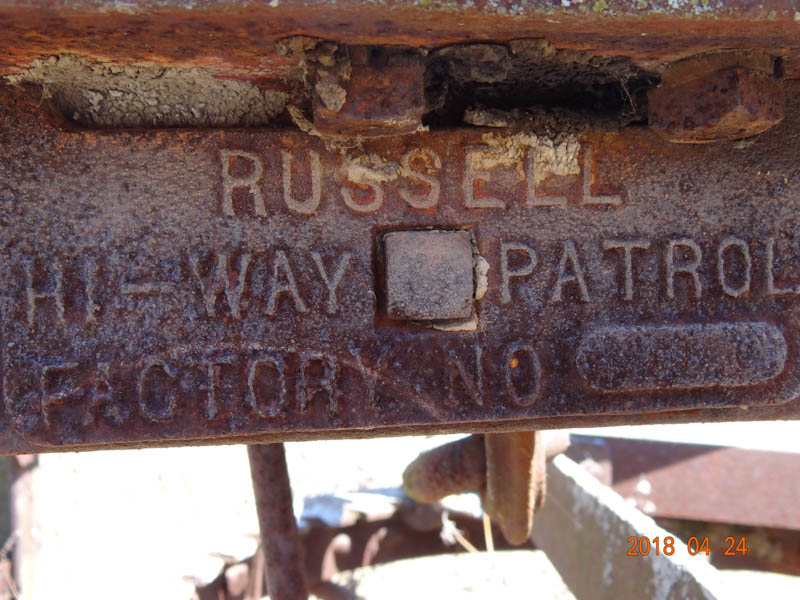 RUSSELL
HI-WAY PATROL
FACTORY NO
2018 04 24